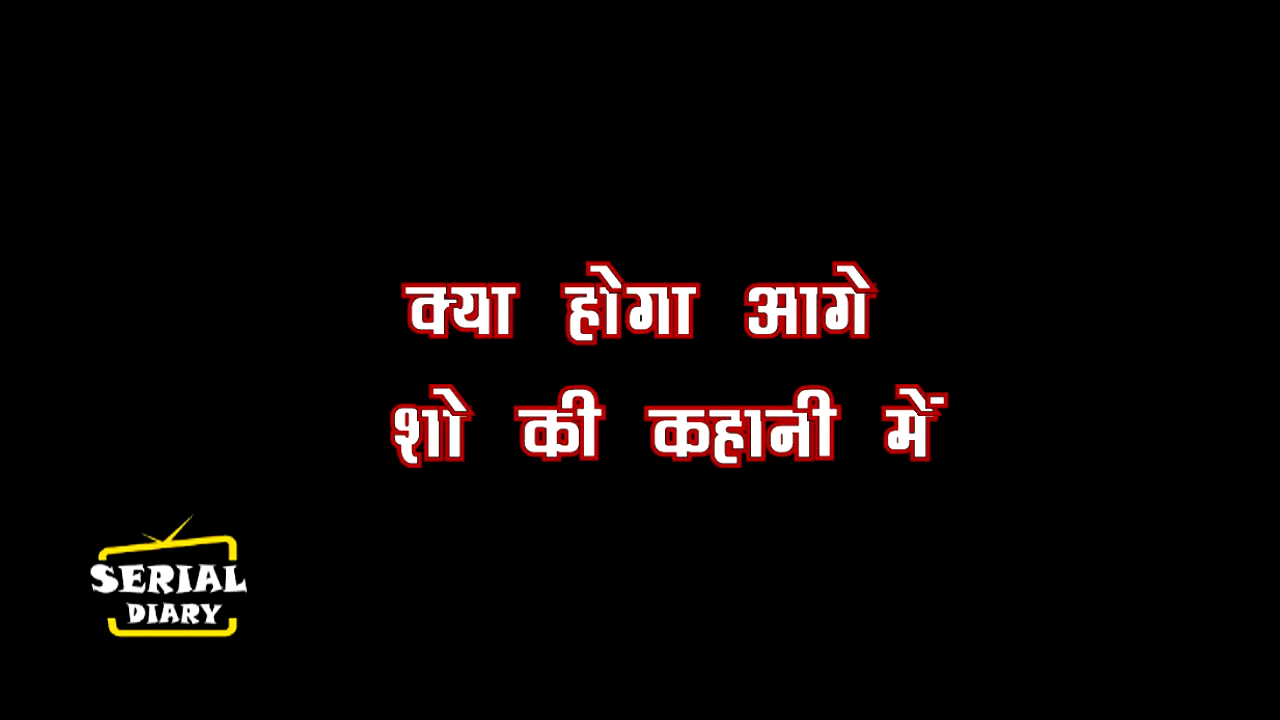 क्या होगा आगे
शो की कहानी में
SERIAL
DIARY